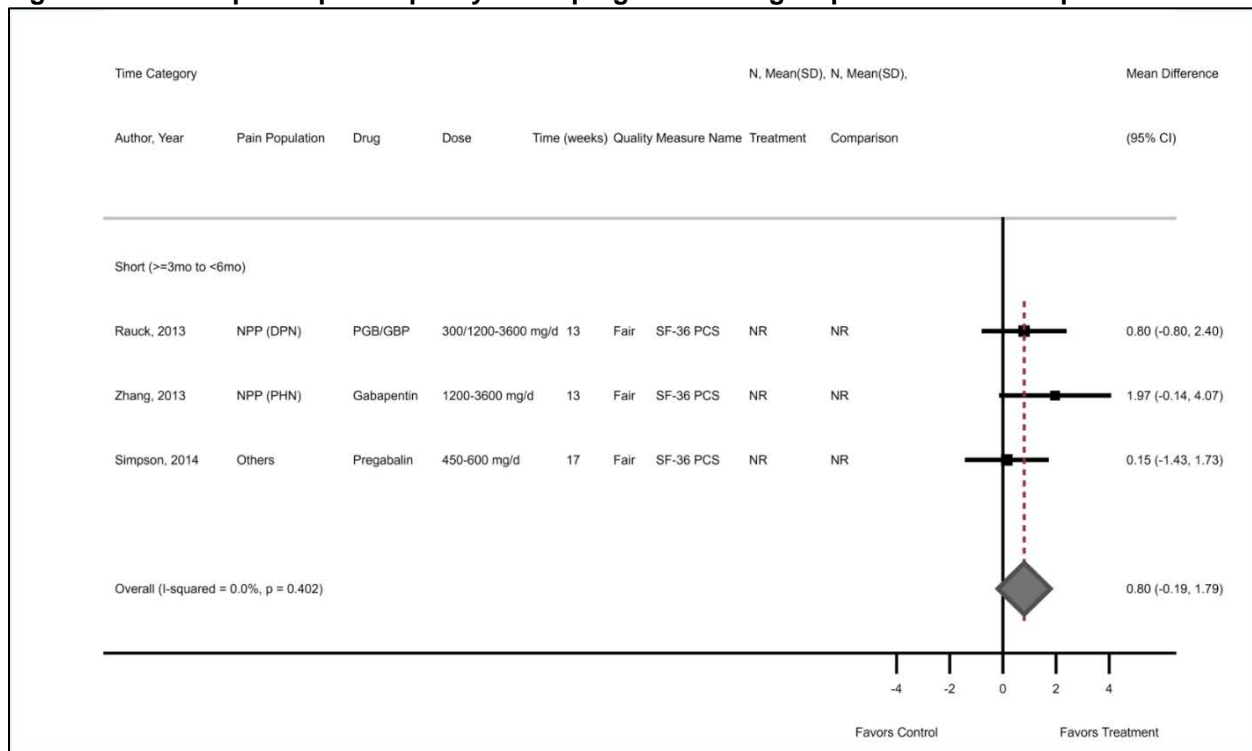 Time Category N, Mean(SD), N, Mean(SD), Mean Difference
Author, Year Pain Population Drug Dose Time (weeks) Quality Measure Name Treatment Comparison (95% CI)
Short (>=3mo to <6mo)
Rauck, 2013 NPP (DPN) PGB/GBP 300/1200-3600 mg/d 13 Fair SF-36 PCS NR NR 0.80 (-0.80, 2.40)
Zhang, 2013 NPP (PHN) Gabapentin 1200-3600 mg/d 13 Fair SF-36 PCS NR NR 1.97 (-0.14, 4.07)
Simpson, 2014 Others Pregabalin 450-600 mg/d 17 Fair SF-36 PCS NR NR 0.15 (-1.43, 1.73)
Overall (I-squared = 0.0%, p = 0.402) 0.80 (-0.19, 1.79)
-4 -2 0 2 4
Favors Control Favors Treatment